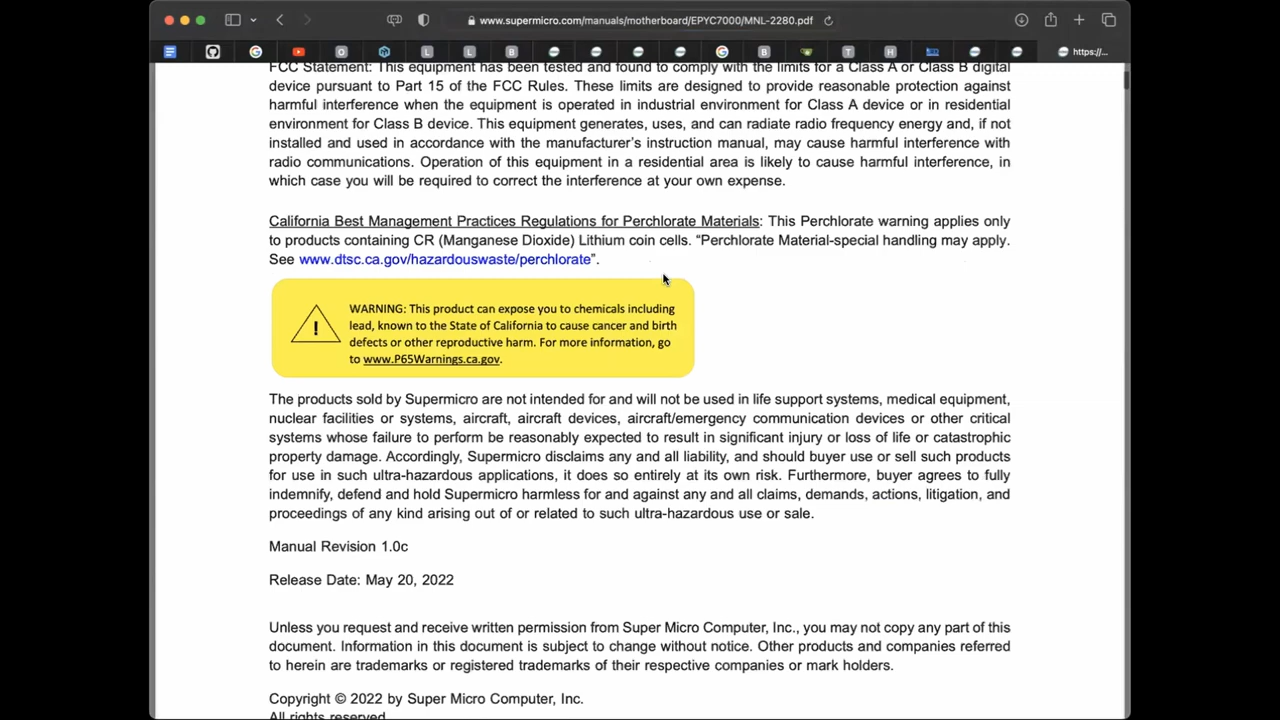 www.supermicro.com/manuals/motherboard/EPYC7000/MNL-2280.pdf
https://...
FCC Statement: This equipment has been tested and found to comply with the limits for a Class A or Class B digital
device pursuant to Part 15 of the FCC Rules. These limits are designed to provide reasonable protection against
harmful interference when the equipment is operated in industrial environment for Class A device or in residential
environment for Class B device. This equipment generates, uses, and can radiate radio frequency energy and, if not
installed and used in accordance with the manufacturer’s instruction manual, may cause harmful interference with
radio communications. Operation of this equipment in a residential area is likely to cause harmful interference, in
which case you will be required to correct the interference at your own expense.
California Best Management Practices Regulations for Perchlorate Materials: This Perchlorate warning applies only
to products containing CR (Manganese Dioxide) Lithium coin cells. “Perchlorate Material-special handling may apply.
See www.dtsc.ca.gov/hazardouswaste/perchlorate”.
WARNING: This product can expose you to chemicals including
lead, known to the State of California to cause cancer and birth
defects or other reproductive harm. For more information, go
to www.P65Warnings.ca.gov.
The products sold by Supermicro are not intended for and will not be used in life support systems, medical equipment,
nuclear facilities or systems, aircraft, aircraft devices, aircraft/emergency communication devices or other critical
systems whose failure to perform be reasonably expected to result in significant injury or loss of life or catastrophic
property damage. Accordingly, Supermicro disclaims any and all liability, and should buyer use or sell such products
for use in such ultra-hazardous applications, it does so entirely at its own risk. Furthermore, buyer agrees to fully
indemnify, defend and hold Supermicro harmless for and against any and all claims, demands, actions, litigation, and
proceedings of any kind arising out of or related to such ultra-hazardous use or sale.
Manual Revision 1.0c
Release Date: May 20, 2022
Unless you request and receive written permission from Super Micro Computer, Inc., you may not copy any part of this
document. Information in this document is subject to change without notice. Other products and companies referred
to herein are trademarks or registered trademarks of their respective companies or mark holders.
Copyright © 2022 by Super Micro Computer, Inc.
All rights reserved